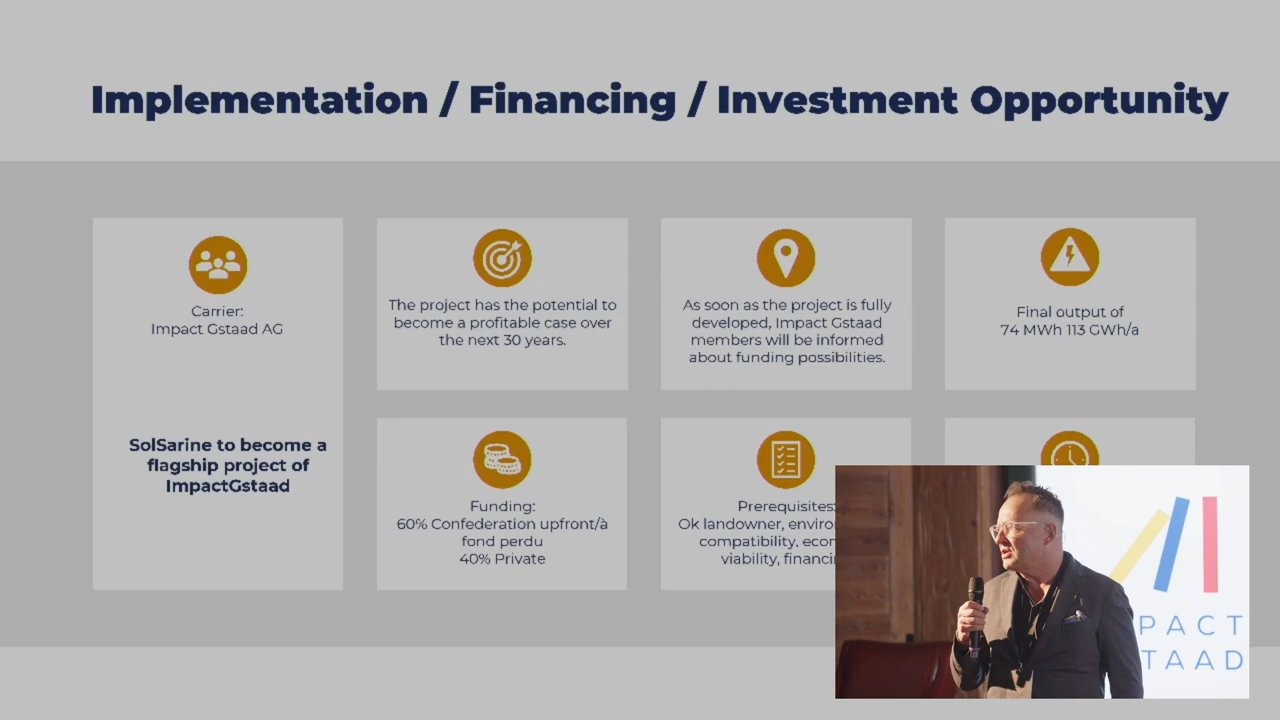 Implementation / Financing / Investment Opportunity
Carrier:
Impact Gstaad AG
SolSarine to become a
flagship project of
ImpactGstaad
The project has the potential to
become a profitable case over
the next 30 years.
As soon as the project is fully
developed, Impact Gstaad
members will be informed
about funding possibilities.
Final output of
74 MWh 113 GWh/a
Funding:
60% Confederation upfront/à
fond perdu
40% Private
Prerequisites:
Ok landowner,
compatibility,
viability,
PACT
TAAD